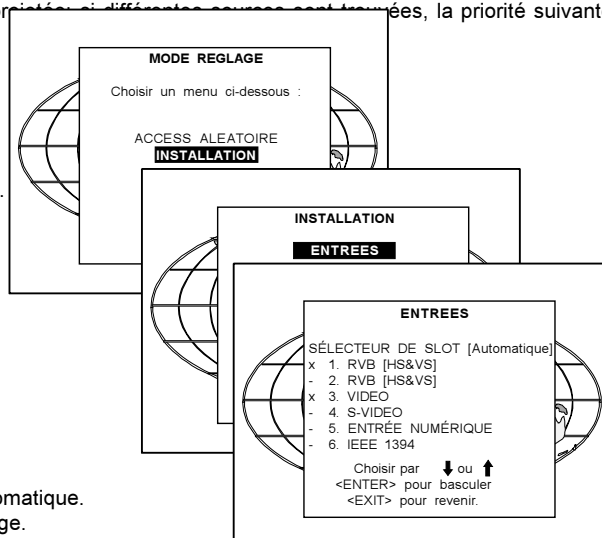 sont trouvées, la priorité suivant
MODE REGLAGE
Choisir un menu ci-dessous :
ACCESS ALEATOIRE
INSTALLATION
INSTALLATION
ENTREES
ENTREES
SÉLECTEUR DE SLOT [Automatique]
x 1. RVB [HS&VS]
- 2. RVB [HS&VS]
x 3. VIDEO
- 4. S-VIDEO
- 5. ENTRÉE NUMÉRIQUE
- 6. IEEE 1394
Choisir par ⬇ ou ⬆
<ENTER> pour basculer
<EXIT> pour revenir.
omatique.
ge.